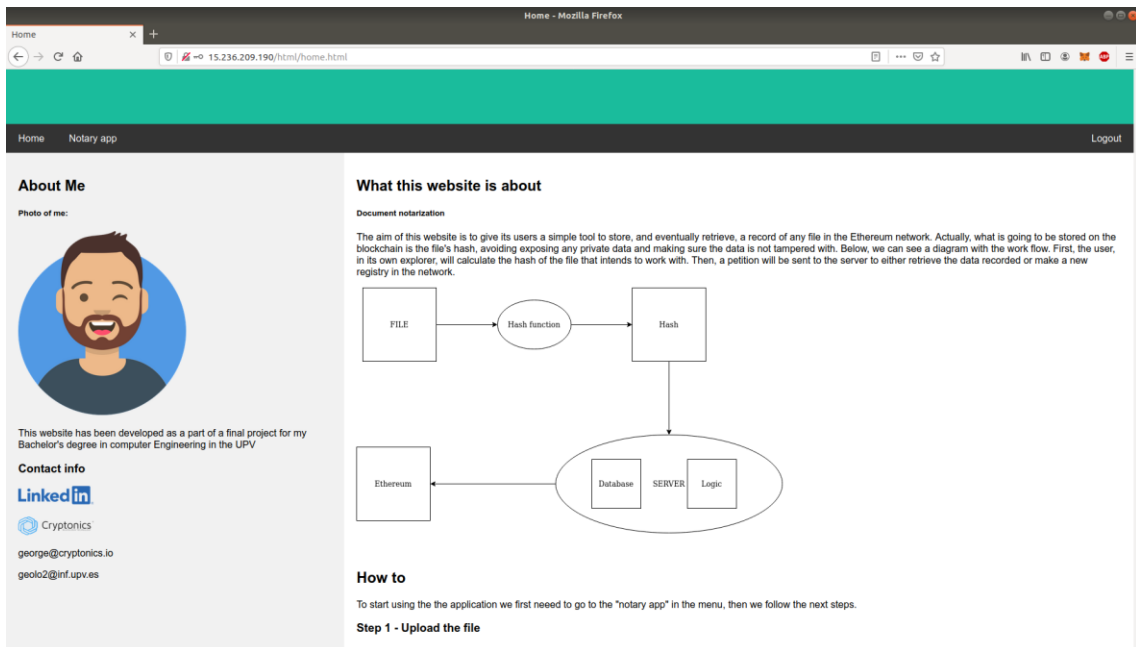 Home - Mozilla Firefox
Home
15.236.209.190/html/home.html
ABP
Home Notary app Logout
About Me
Photo of me:
This website has been developed as a part of a final project for my
Bachelor's degree in computer Engineering in the UPV
Contact info
Linked in
Cryptonics
george@cryptonics.io
geolo2@inf.upv.es
What this website is about
Document notarization
The aim of this website is to give its users a simple tool to store, and eventually retrieve, a record of any file in the Ethereum network. Actually, what is going to be stored on the
blockchain is the file's hash, avoiding exposing any private data and making sure the data is not tampered with. Below, we can see a diagram with the work flow. First, the user,
in its own explorer, will calculate the hash of the file that intends to work with. Then, a petition will be sent to the server to either retrieve the data recorded or make a new
registry in the network.
FILE Hash function Hash
Ethereum Database SERVER Logic
How to
To start using the the application we first neeed to go to the "notary app" in the menu, then we follow the next steps.
Step 1 - Upload the file